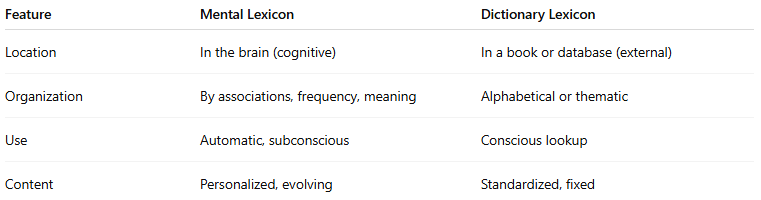 Feature Mental Lexicon Dictionary Lexicon
Location In the brain (cognitive) In a book or database (external)
Organization By associations, frequency, meaning Alphabetical or thematic
Use Automatic, subconscious Conscious lookup
Content Personalized, evolving Standardized, fixed